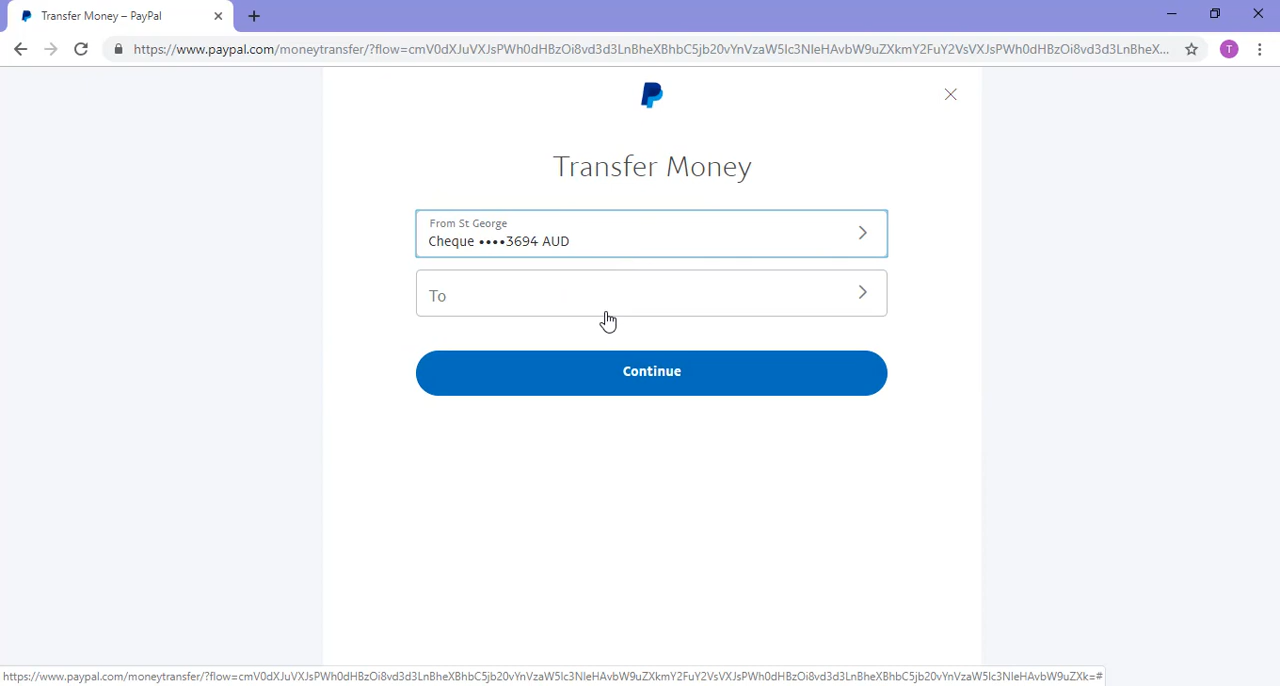 Transfer Money – PayPal
https://www.paypal.com/moneytransfer/?flow=cmV0dXJuVXJsPWh0dHBzOi8vd3d3LnBheXBhbC5jb20vYnVzaW5lc3NleHAvbW9uZXkmY2FuY2VsVXJsPWh0dHBzOi8vd3d3LnBheX...
T
Transfer Money
From St George
Cheque ••••3694 AUD
To
Continue
https://www.paypal.com/moneytransfer/?flow=cmV0dXJuVXJsPWh0dHBzOi8vd3d3LnBheXBhbC5jb20vYnVzaW5lc3NleHAvbW9uZXkmY2FuY2VsVXJsPWh0dHBzOi8vd3d3LnBheXBhbC5jb20vYnVzaW5lc3NleHAvbW9uZXk=#